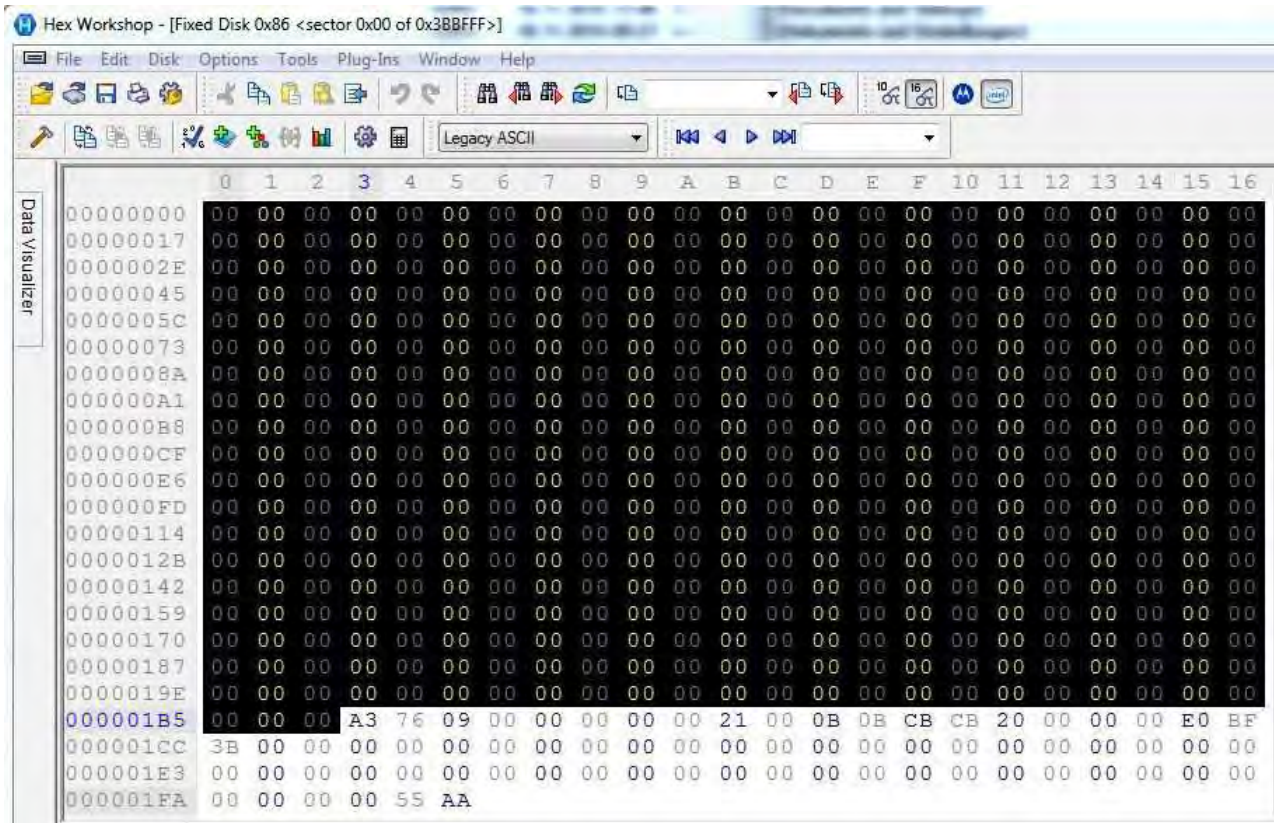 Hex Workshop - [Fixed Disk 0x86 <sector 0x00 of 0x3BBFFF>]
File Edit Disk Options Tools Plug-Ins Window Help
Legacy ASCII
Data Visualizer
0 1 2 3 4 5 6 7 8 9 A B C D E F 10 11 12 13 14 15 16
00000000 00 00 00 00 00 00 00 00 00 00 00 00 00 00 00 00 00 00 00 00 00 00 00
00000017 00 00 00 00 00 00 00 00 00 00 00 00 00 00 00 00 00 00 00 00 00 00 00
0000002E 00 00 00 00 00 00 00 00 00 00 00 00 00 00 00 00 00 00 00 00 00 00 00
00000045 00 00 00 00 00 00 00 00 00 00 00 00 00 00 00 00 00 00 00 00 00 00 00
0000005C 00 00 00 00 00 00 00 00 00 00 00 00 00 00 00 00 00 00 00 00 00 00 00
00000073 00 00 00 00 00 00 00 00 00 00 00 00 00 00 00 00 00 00 00 00 00 00 00
0000008A 00 00 00 00 00 00 00 00 00 00 00 00 00 00 00 00 00 00 00 00 00 00 00
000000A1 00 00 00 00 00 00 00 00 00 00 00 00 00 00 00 00 00 00 00 00 00 00 00
000000B8 00 00 00 00 00 00 00 00 00 00 00 00 00 00 00 00 00 00 00 00 00 00 00
000000CF 00 00 00 00 00 00 00 00 00 00 00 00 00 00 00 00 00 00 00 00 00 00 00
000000E6 00 00 00 00 00 00 00 00 00 00 00 00 00 00 00 00 00 00 00 00 00 00 00
000000FD 00 00 00 00 00 00 00 00 00 00 00 00 00 00 00 00 00 00 00 00 00 00 00
00000114 00 00 00 00 00 00 00 00 00 00 00 00 00 00 00 00 00 00 00 00 00 00 00
0000012B 00 00 00 00 00 00 00 00 00 00 00 00 00 00 00 00 00 00 00 00 00 00 00
00000142 00 00 00 00 00 00 00 00 00 00 00 00 00 00 00 00 00 00 00 00 00 00 00
00000159 00 00 00 00 00 00 00 00 00 00 00 00 00 00 00 00 00 00 00 00 00 00 00
00000170 00 00 00 00 00 00 00 00 00 00 00 00 00 00 00 00 00 00 00 00 00 00 00
00000187 00 00 00 00 00 00 00 00 00 00 00 00 00 00 00 00 00 00 00 00 00 00 00
0000019E 00 00 00 00 00 00 00 00 00 00 00 00 00 00 00 00 00 00 00 00 00 00 00
000001B5 00 00 00 A3 76 09 00 00 00 00 00 21 00 0B 0B CB CB 20 00 00 00 E0 BF
000001CC 3B 00 00 00 00 00 00 00 00 00 00 00 00 00 00 00 00 00 00 00 00 00 00
000001E3 00 00 00 00 00 00 00 00 00 00 00 00 00 00 00 00 00 00 00 00 00 00 00
000001FA 00 00 00 00 55 AA